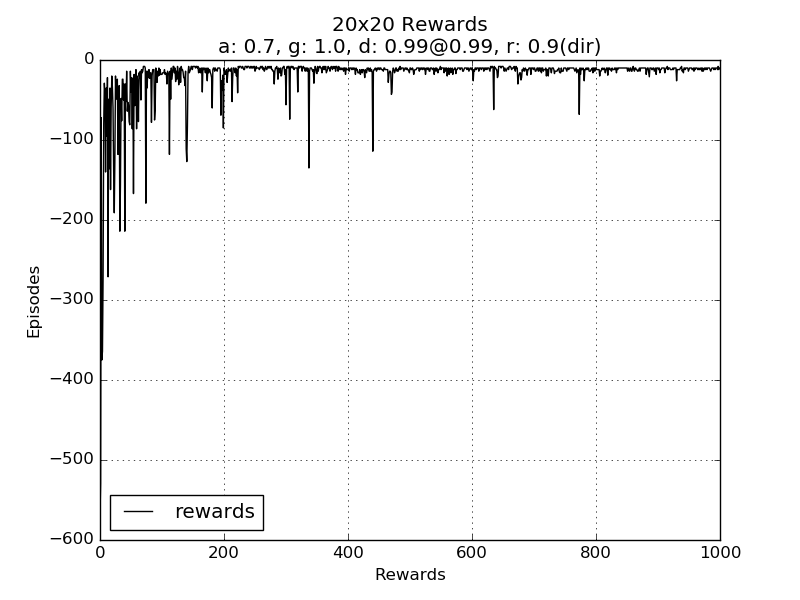 20x20 Rewards
a: 0.7, g: 1.0, d: 0.99@0.99, r: 0.9(dir)
0
−100
−200
−300
−400
−500
−600
Episodes
rewards
0 200 400 600 800 1000
Rewards